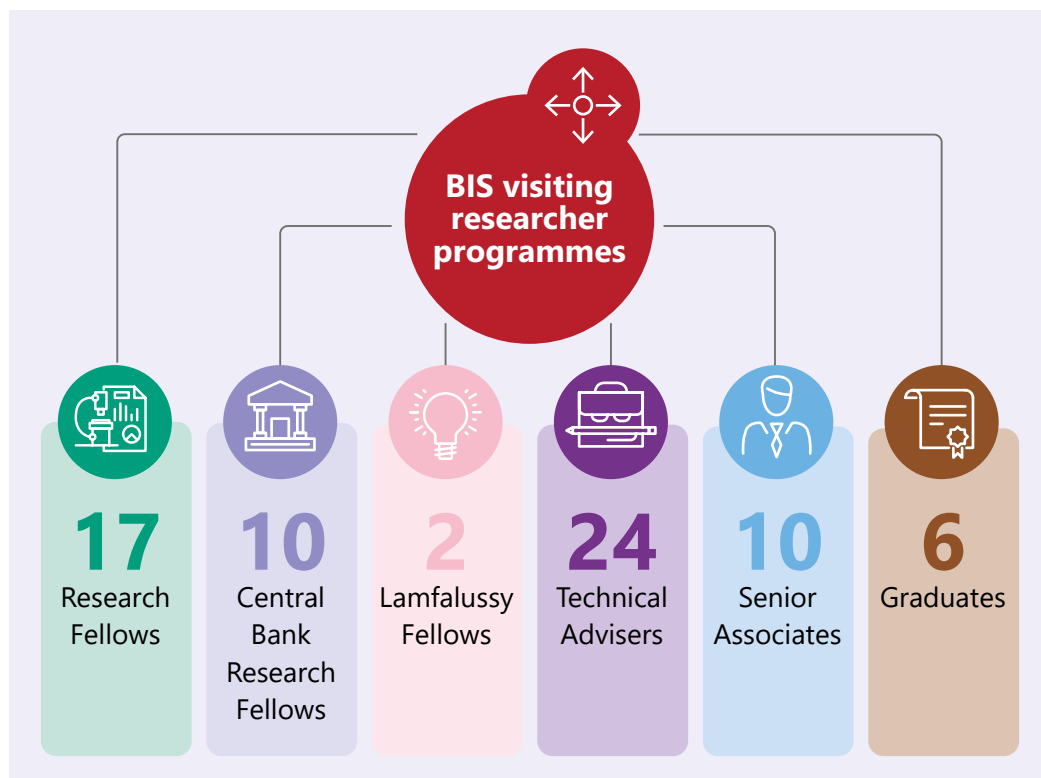 BIS visiting
researcher
programmes
17
Research
Fellows
10
Central
Bank
Research
Fellows
2
Lamfalussy
Fellows
24
Technical
Advisers
10
Senior
Associates
6
Graduates